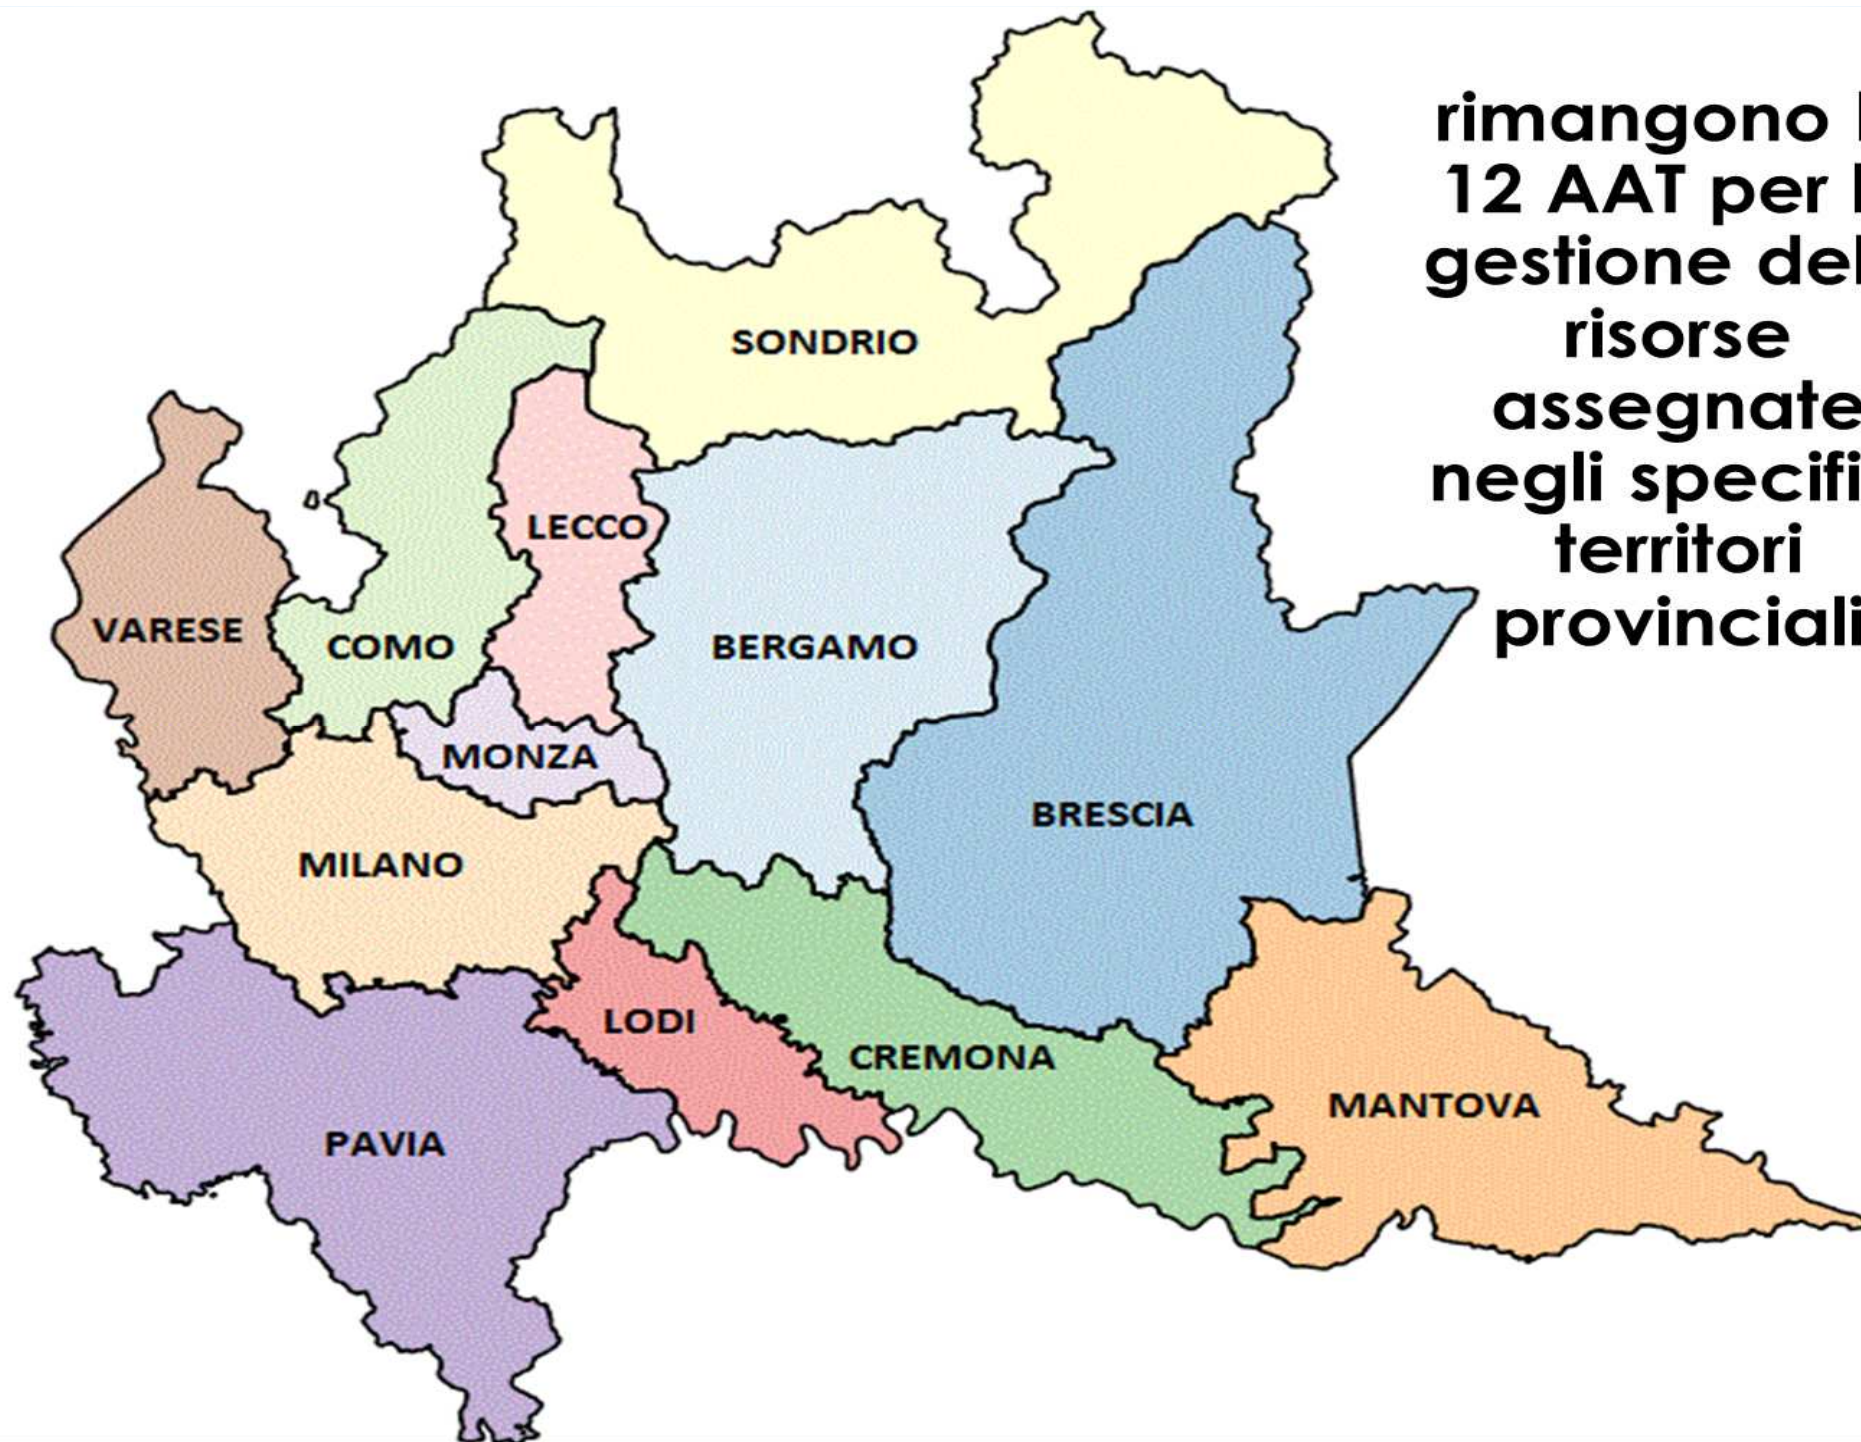 rimangono
12 AAT per
gestione
risorse
assegnate
negli
territori
provinciali
SONDRIO
LECCO
VARESE
COMO
BERGAMO
MONZA
BRESCIA
MILANO
LODI
CREMONA
MANTOVA
PAVIA